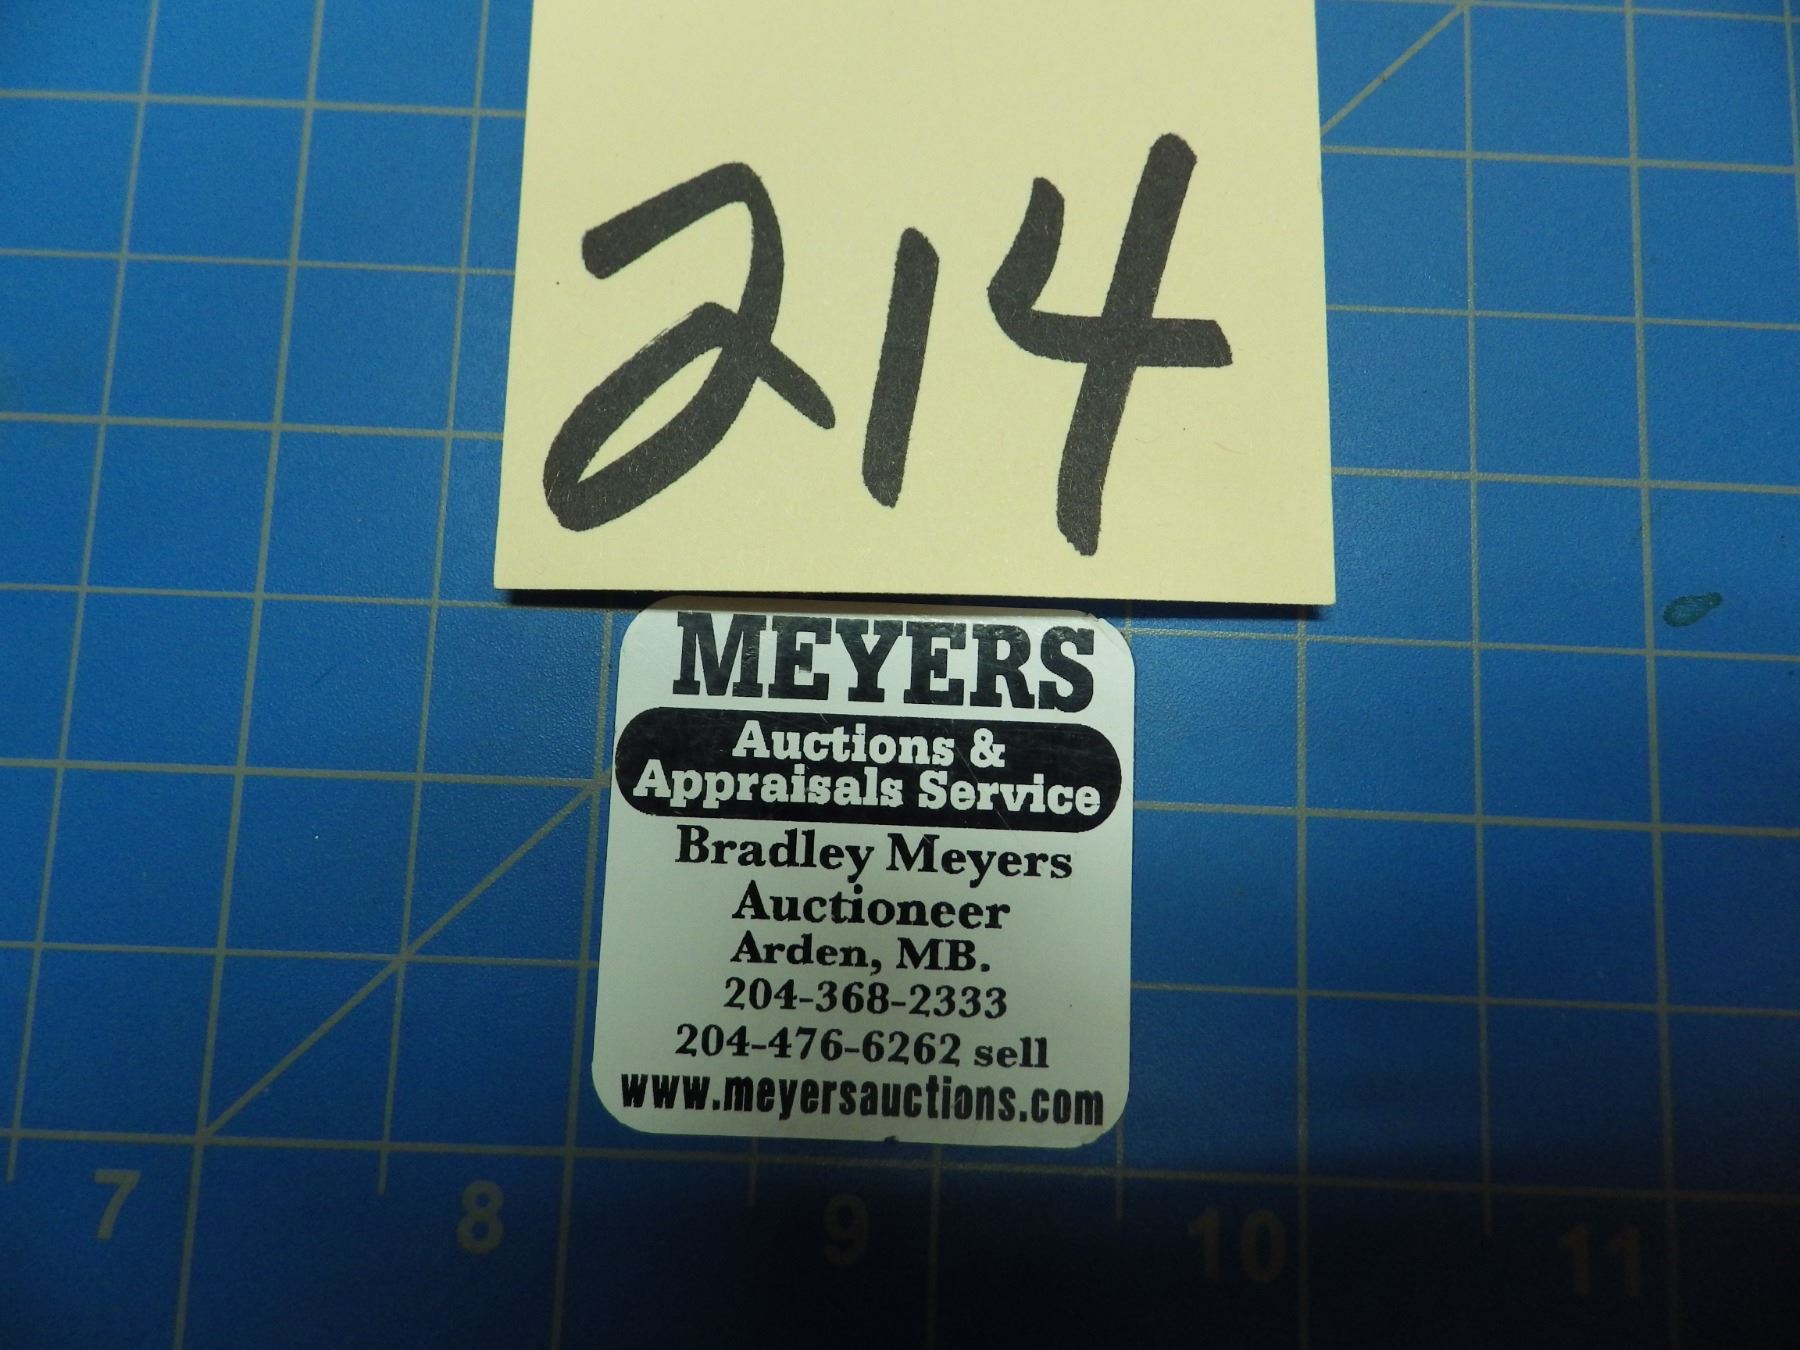 214
MEYERS
Auctions &
Appraisals Service
Bradley Meyers
Auctioneer
Arden, MB.
204-368-2333
204-476-6262 sell
www.meyersauctions.com
7 8 9 10 11